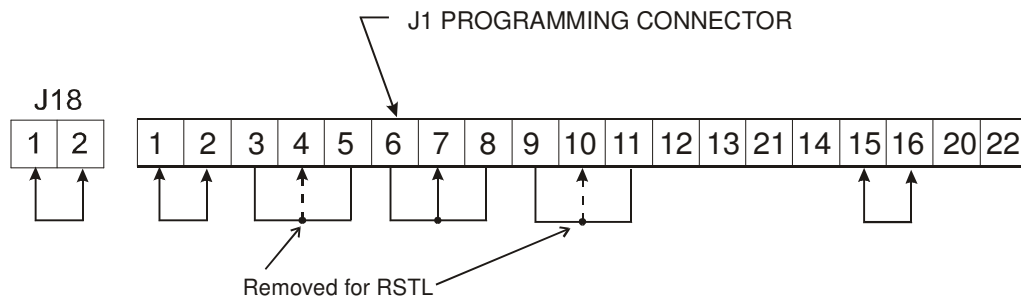 J1 PROGRAMMING CONNECTOR
J18
1 2 1 2 3 4 5 6 7 8 9 10 11 12 13 21 14 15 16 20 22
Removed for RSTL